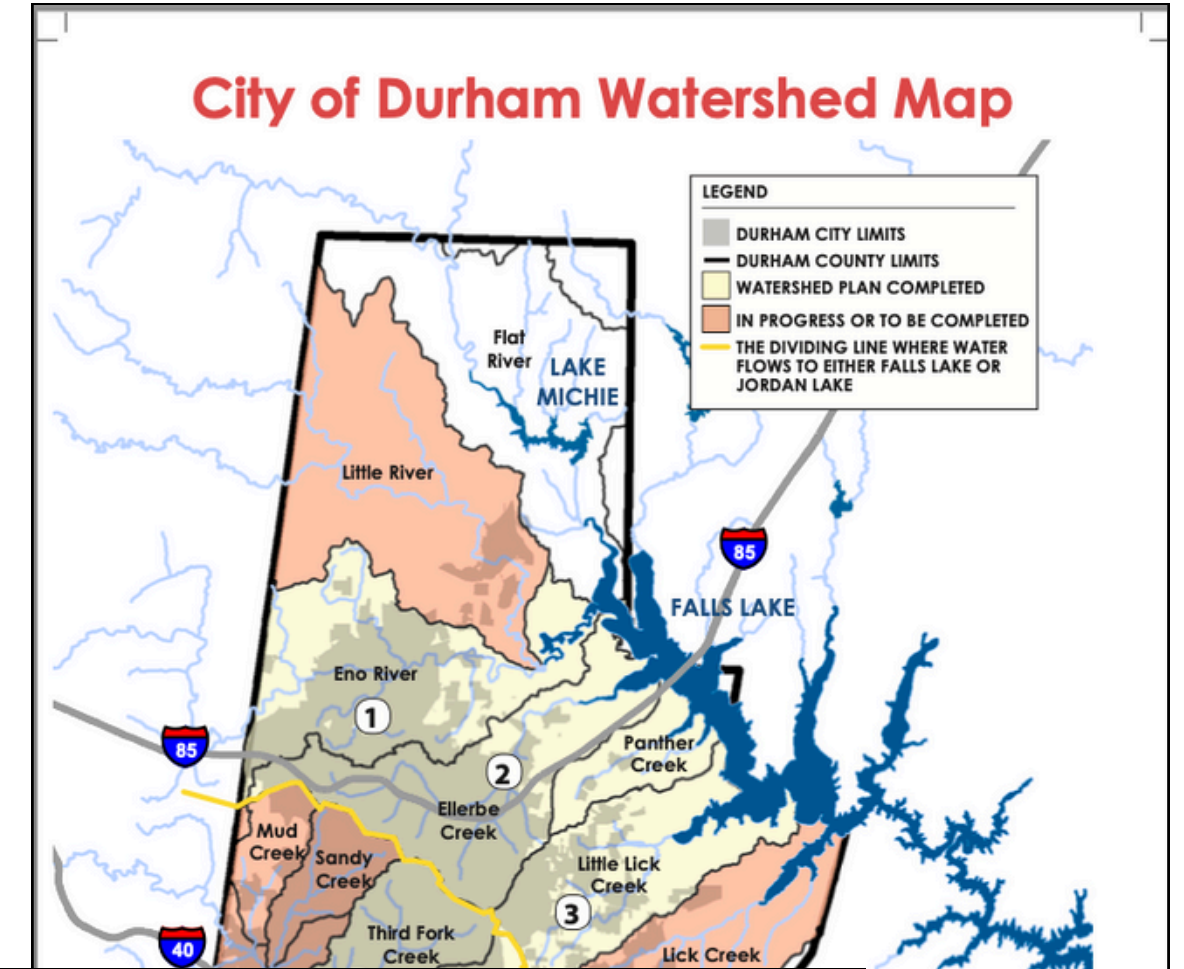 City of Durham Watershed Map
LEGEND
DURHAM CITY LIMITS
DURHAM COUNTY LIMITS
WATERSHED PLAN COMPLETED
IN PROGRESS OR TO BE COMPLETED
THE DIVIDING LINE WHERE WATER
FLOWS TO EITHER FALLS LAKE OR
JORDAN LAKE
Flat
River
LAKE
MICHIE
Little River
85
FALLS LAKE
Eno River
1
85
2
Panther
Creek
Ellerbe
Creek
Mud
Creek
Sandy
Creek
Little Lick
Creek
3
Third Fork
Creek
40
Lick Creek